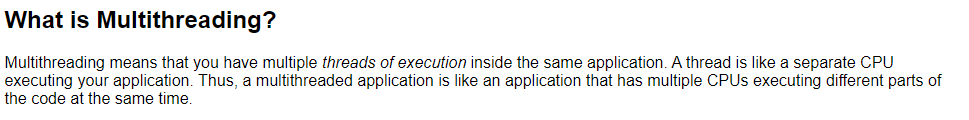 What is Multithreading?
Multithreading means that you have multiple threads of execution inside the same application. A thread is like a separate CPU
executing your application. Thus, a multithreaded application is like an application that has multiple CPUs executing different parts of
the code at the same time.